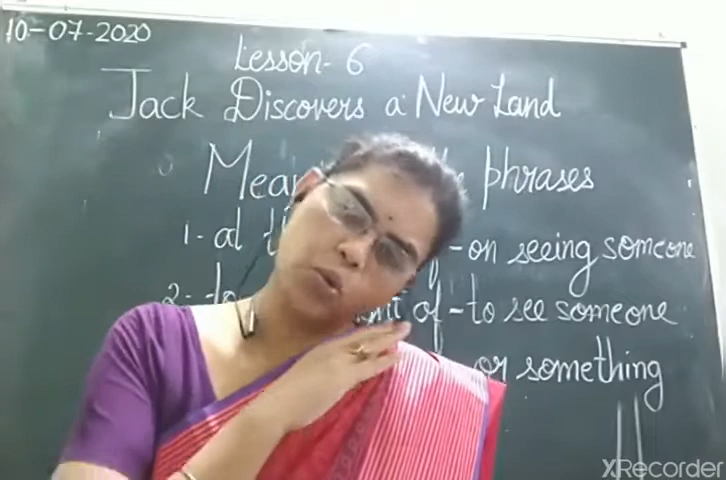 10-07-2020
Lesson- 6
Jack Discovers a New Land
phrases
1- at - on seeing someone
2- of - to see someone
or something
XRecorder